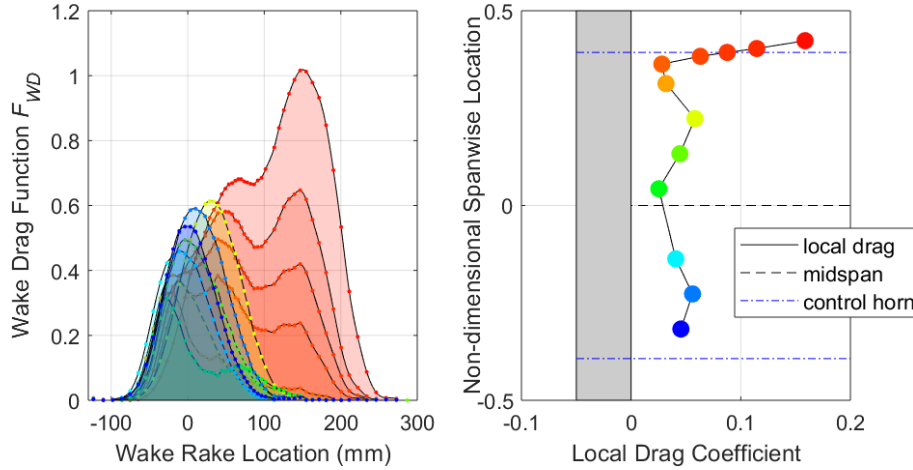 1.2
1
0.8
0.6
0.4
0.2
0
Wake Drag Function F_WD
-100
0
100
200
300
Wake Rake Location (mm)
0.5
0
-0.5
Non-dimensional Spanwise Location
local drag
midspan
control horn
-0.1
0
0.1
0.2
Local Drag Coefficient